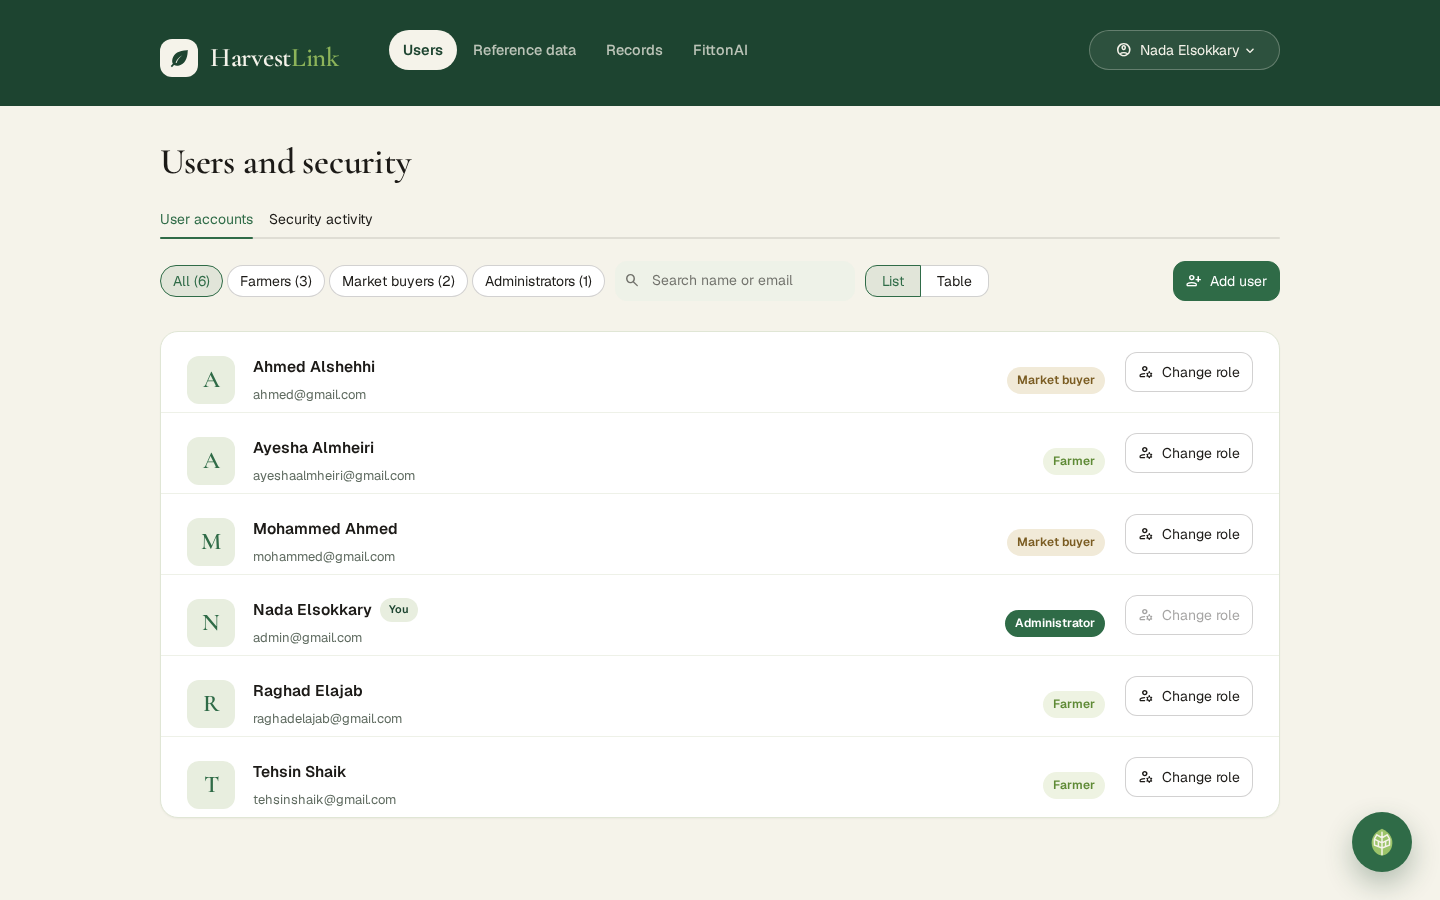 HarvestLink
Users
Reference data
Records
FittonAI
Nada Elsokkary
Users and security
User accounts
Security activity
All (6)
Farmers (3)
Market buyers (2)
Administrators (1)
Search name or email
List
Table
Add user
A
Ahmed Alshehhi
ahmed@gmail.com
Market buyer
Change role
A
Ayesha Almheiri
ayeshaalmheiri@gmail.com
Farmer
Change role
M
Mohammed Ahmed
mohammed@gmail.com
Market buyer
Change role
N
Nada Elsokkary
You
admin@gmail.com
Administrator
Change role
R
Raghad Elajab
raghadelajab@gmail.com
Farmer
Change role
T
Tehsin Shaik
tehsinshaik@gmail.com
Farmer
Change role